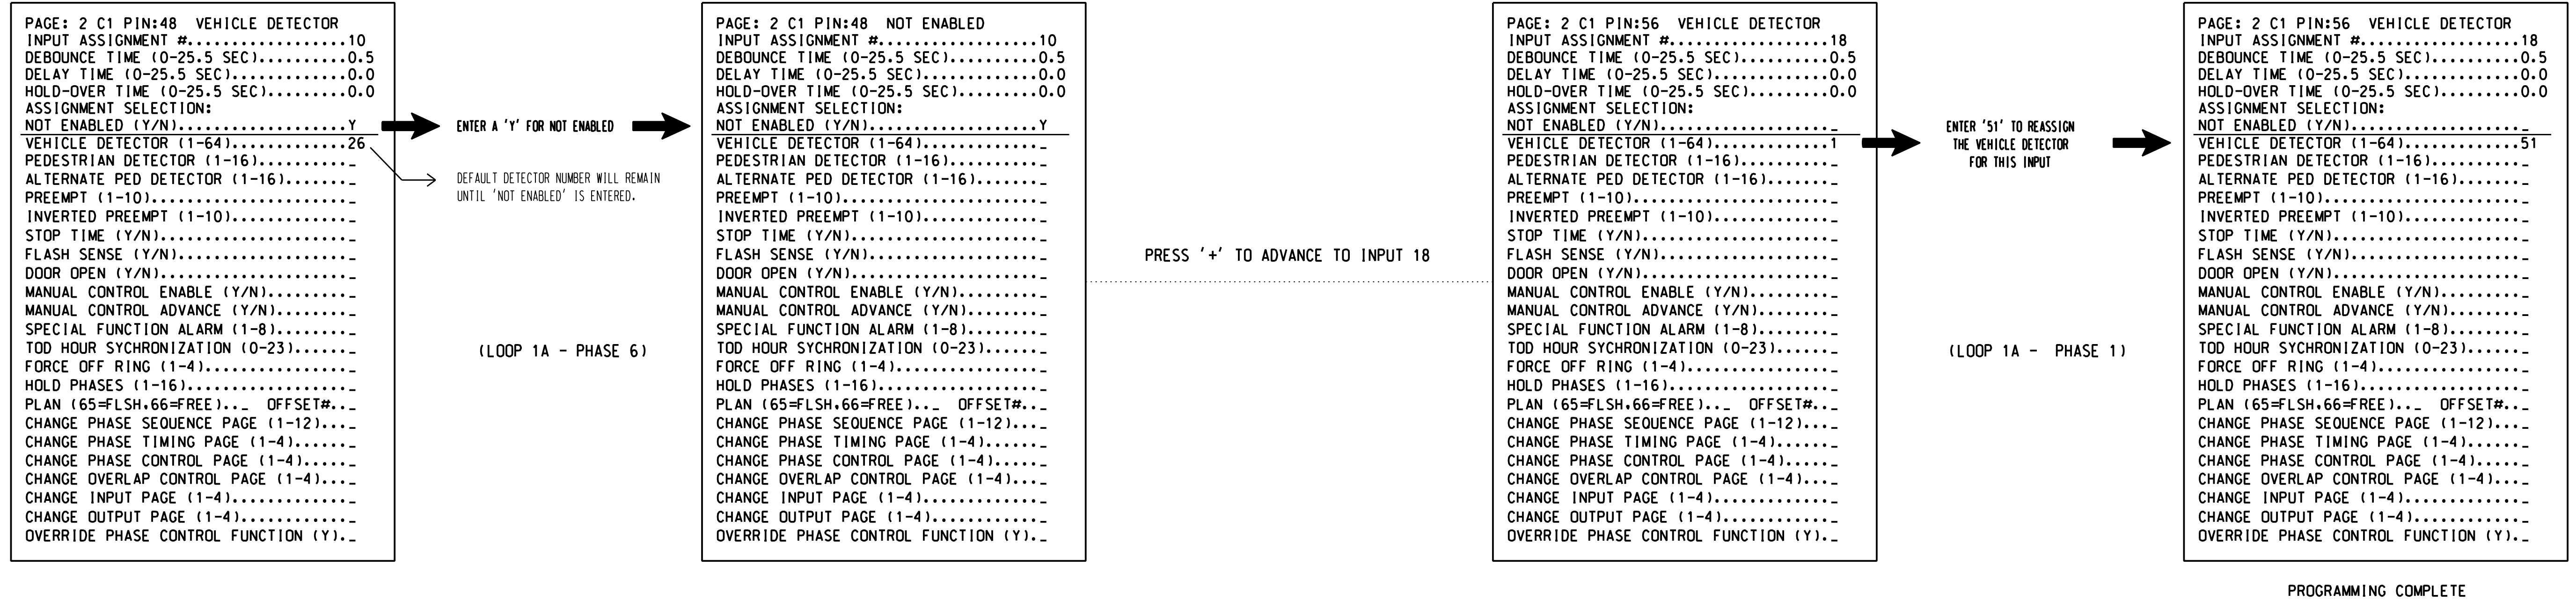 PAGE: 2 C1 PIN:48  VEHICLE DETECTOR
INPUT ASSIGNMENT #.................10
DEBOUNCE TIME (0-25.5 SEC).........0.5
DELAY TIME (0-25.5 SEC)............0.0
HOLD-OVER TIME (0-25.5 SEC)........0.0
ASSIGNMENT SELECTION:
NOT ENABLED (Y/N)..................Y
VEHICLE DETECTOR (1-64)............26
PEDESTRIAN DETECTOR (1-16)........._
ALTERNATE PED DETECTOR (1-16)......_
PREEMPT (1-10)....................._
INVERTED PREEMPT (1-10)............_
STOP TIME (Y/N)...................._
FLASH SENSE (Y/N).................._
DOOR OPEN (Y/N)...................._
MANUAL CONTROL ENABLE (Y/N)........_
MANUAL CONTROL ADVANCE (Y/N)......._
SPECIAL FUNCTION ALARM (1-8)......._
TOD HOUR SYCHRONIZATION (0-23)....._
FORCE OFF RING (1-4)..............._
HOLD PHASES (1-16)................._
PLAN (65=FLSH,66=FREE).._  OFFSET#.._
CHANGE PHASE SEQUENCE PAGE (1-12)..._
CHANGE PHASE TIMING PAGE (1-4)......_
CHANGE PHASE CONTROL PAGE (1-4)....._
CHANGE OVERLAP CONTROL PAGE (1-4)..._
CHANGE INPUT PAGE (1-4)............_
CHANGE OUTPUT PAGE (1-4)..........._
OVERRIDE PHASE CONTROL FUNCTION (Y)._
ENTER A 'Y' FOR NOT ENABLED
DEFAULT DETECTOR NUMBER WILL REMAIN
UNTIL 'NOT ENABLED' IS ENTERED.
(LOOP 1A - PHASE 6)
PAGE: 2 C1 PIN:48  NOT ENABLED
INPUT ASSIGNMENT #.................10
DEBOUNCE TIME (0-25.5 SEC).........0.5
DELAY TIME (0-25.5 SEC)............0.0
HOLD-OVER TIME (0-25.5 SEC)........0.0
ASSIGNMENT SELECTION:
NOT ENABLED (Y/N)..................Y
VEHICLE DETECTOR (1-64)............_
PEDESTRIAN DETECTOR (1-16)........._
ALTERNATE PED DETECTOR (1-16)......_
PREEMPT (1-10)....................._
INVERTED PREEMPT (1-10)............_
STOP TIME (Y/N)...................._
FLASH SENSE (Y/N).................._
DOOR OPEN (Y/N)...................._
MANUAL CONTROL ENABLE (Y/N)........_
MANUAL CONTROL ADVANCE (Y/N)......._
SPECIAL FUNCTION ALARM (1-8)......._
TOD HOUR SYCHRONIZATION (0-23)....._
FORCE OFF RING (1-4)..............._
HOLD PHASES (1-16)................._
PLAN (65=FLSH,66=FREE).._  OFFSET#.._
CHANGE PHASE SEQUENCE PAGE (1-12)..._
CHANGE PHASE TIMING PAGE (1-4)......_
CHANGE PHASE CONTROL PAGE (1-4)....._
CHANGE OVERLAP CONTROL PAGE (1-4)..._
CHANGE INPUT PAGE (1-4)............_
CHANGE OUTPUT PAGE (1-4)..........._
OVERRIDE PHASE CONTROL FUNCTION (Y)._
PRESS '+' TO ADVANCE TO INPUT 18
PAGE: 2 C1 PIN:56  VEHICLE DETECTOR
INPUT ASSIGNMENT #.................18
DEBOUNCE TIME (0-25.5 SEC).........0.5
DELAY TIME (0-25.5 SEC)............0.0
HOLD-OVER TIME (0-25.5 SEC)........0.0
ASSIGNMENT SELECTION:
NOT ENABLED (Y/N).................._
VEHICLE DETECTOR (1-64)............1
PEDESTRIAN DETECTOR (1-16)........._
ALTERNATE PED DETECTOR (1-16)......_
PREEMPT (1-10)....................._
INVERTED PREEMPT (1-10)............_
STOP TIME (Y/N)...................._
FLASH SENSE (Y/N).................._
DOOR OPEN (Y/N)...................._
MANUAL CONTROL ENABLE (Y/N)........_
MANUAL CONTROL ADVANCE (Y/N)......._
SPECIAL FUNCTION ALARM (1-8)......._
TOD HOUR SYCHRONIZATION (0-23)....._
FORCE OFF RING (1-4)..............._
HOLD PHASES (1-16)................._
PLAN (65=FLSH,66=FREE).._  OFFSET#.._
CHANGE PHASE SEQUENCE PAGE (1-12)..._
CHANGE PHASE TIMING PAGE (1-4)......_
CHANGE PHASE CONTROL PAGE (1-4)....._
CHANGE OVERLAP CONTROL PAGE (1-4)..._
CHANGE INPUT PAGE (1-4)............_
CHANGE OUTPUT PAGE (1-4)..........._
OVERRIDE PHASE CONTROL FUNCTION (Y)._
ENTER '51' TO REASSIGN
THE VEHICLE DETECTOR
FOR THIS INPUT
(LOOP 1A -  PHASE 1)
PAGE: 2 C1 PIN:56  VEHICLE DETECTOR
INPUT ASSIGNMENT #.................18
DEBOUNCE TIME (0-25.5 SEC).........0.5
DELAY TIME (0-25.5 SEC)............0.0
HOLD-OVER TIME (0-25.5 SEC)........0.0
ASSIGNMENT SELECTION:
NOT ENABLED (Y/N).................._
VEHICLE DETECTOR (1-64)............51
PEDESTRIAN DETECTOR (1-16)........._
ALTERNATE PED DETECTOR (1-16)......_
PREEMPT (1-10)....................._
INVERTED PREEMPT (1-10)............_
STOP TIME (Y/N)...................._
FLASH SENSE (Y/N).................._
DOOR OPEN (Y/N)...................._
MANUAL CONTROL ENABLE (Y/N)........_
MANUAL CONTROL ADVANCE (Y/N)......._
SPECIAL FUNCTION ALARM (1-8)......._
TOD HOUR SYCHRONIZATION (0-23)....._
FORCE OFF RING (1-4)..............._
HOLD PHASES (1-16)................._
PLAN (65=FLSH,66=FREE).._  OFFSET#.._
CHANGE PHASE SEQUENCE PAGE (1-12)..._
CHANGE PHASE TIMING PAGE (1-4)......_
CHANGE PHASE CONTROL PAGE (1-4)....._
CHANGE OVERLAP CONTROL PAGE (1-4)..._
CHANGE INPUT PAGE (1-4)............_
CHANGE OUTPUT PAGE (1-4)..........._
OVERRIDE PHASE CONTROL FUNCTION (Y)._
PROGRAMMING COMPLETE